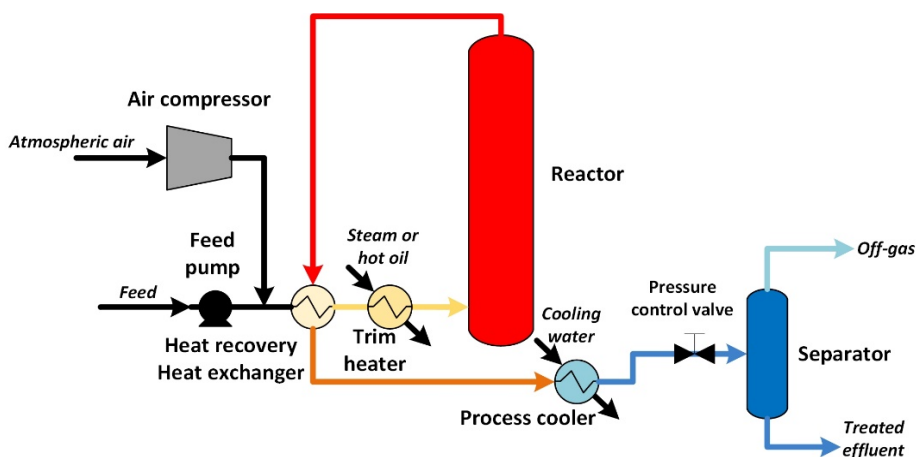 Air compressor
Atmospheric air
Reactor
Feed
pump
Steam or
hot oil
Off-gas
Feed
Pressure
control valve
Cooling
water
Heat recovery
Heat exchanger
Trim
heater
Separator
Process cooler
Treated
effluent